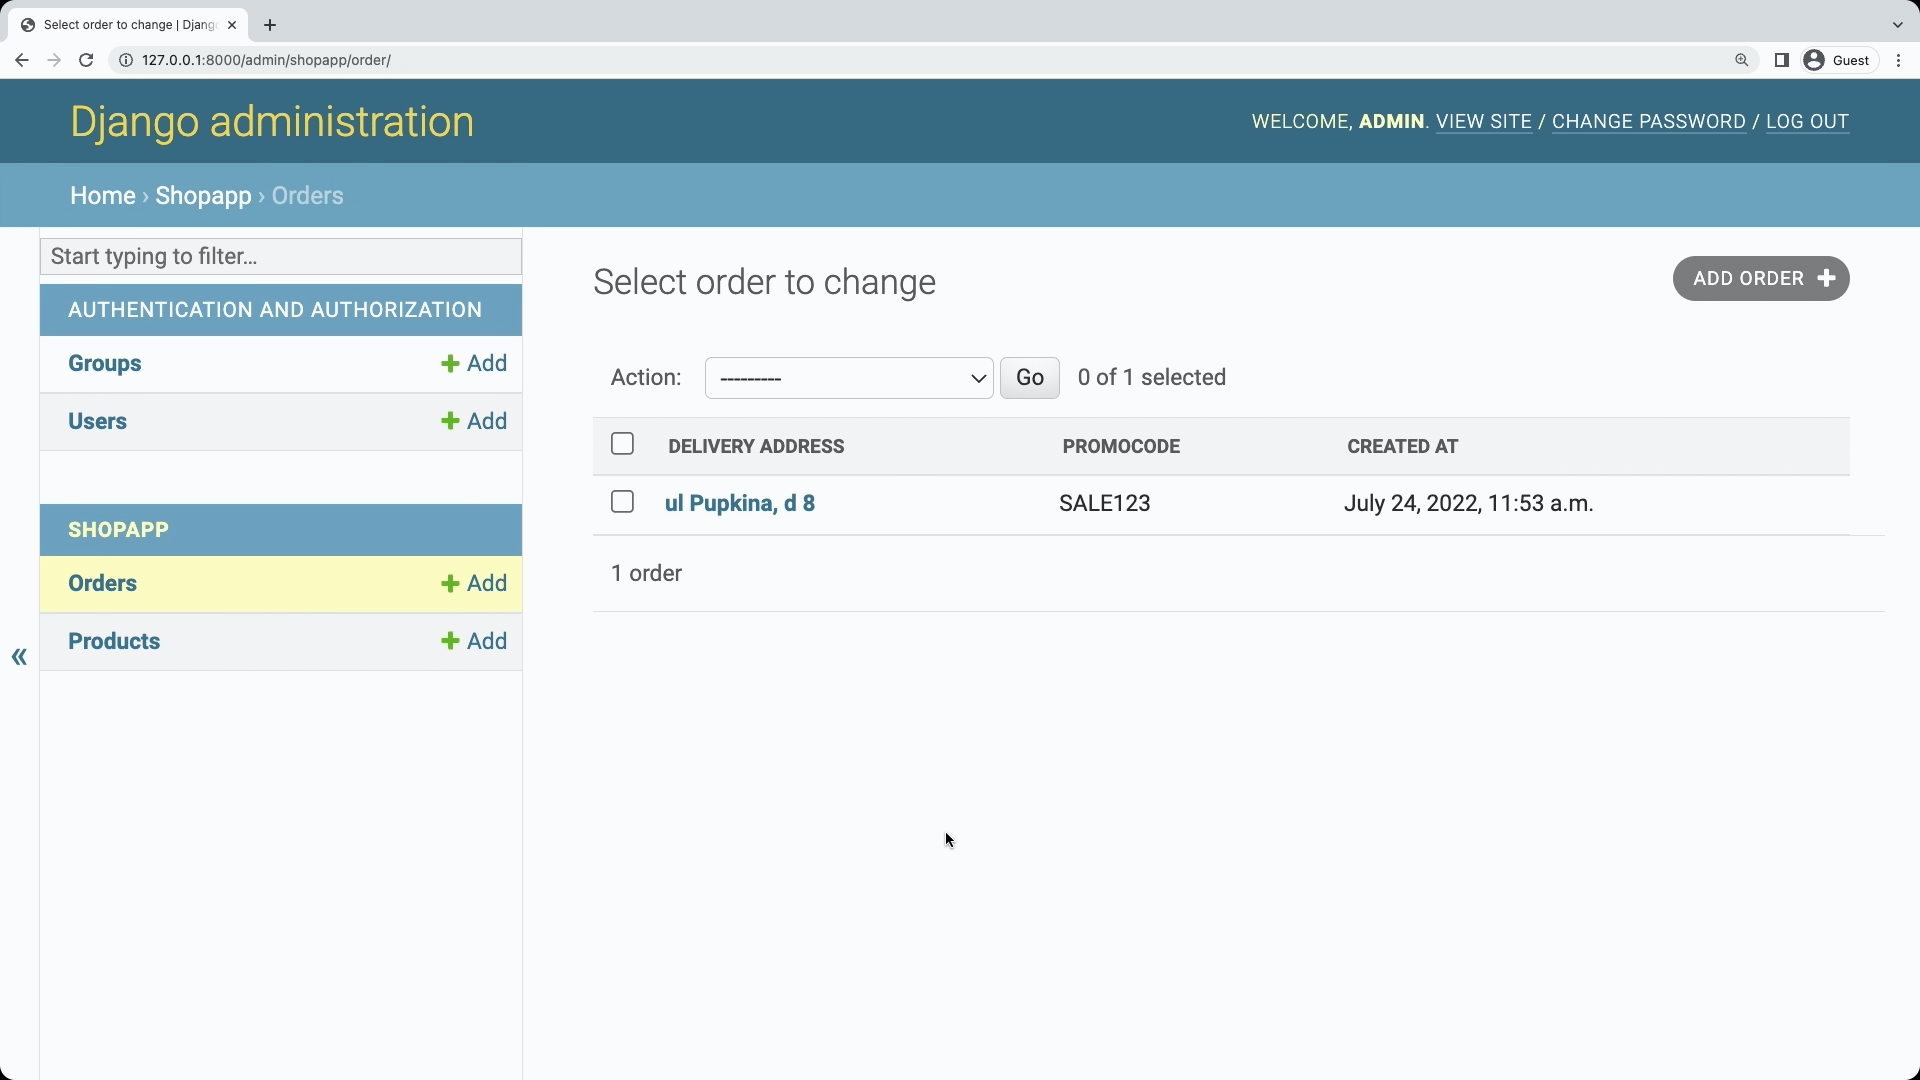 Select order to change | Djang
127.0.0.1:8000/admin/shopapp/order/
Guest
Django administration
WELCOME, ADMIN. VIEW SITE / CHANGE PASSWORD / LOG OUT
Home › Shopapp › Orders
Start typing to filter...
AUTHENTICATION AND AUTHORIZATION
Groups
+ Add
Users
+ Add
SHOPAPP
Orders
+ Add
Products
+ Add
«
Select order to change
ADD ORDER +
Action: --------- Go 0 of 1 selected
DELIVERY ADDRESS PROMOCODE CREATED AT
ul Pupkina, d 8 SALE123 July 24, 2022, 11:53 a.m.
1 order